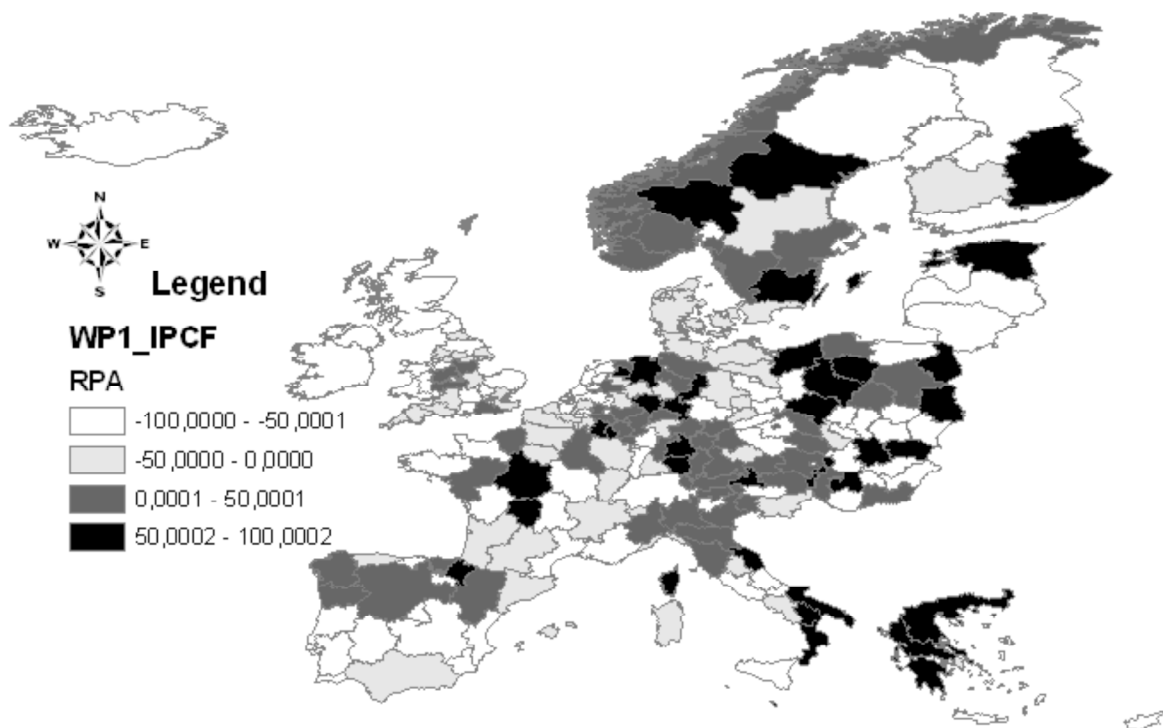 N
W E
S
Legend
WP1_IPCF
RPA
-100,0000 - -50,0001
-50,0000 - 0,0000
0,0001 - 50,0001
50,0002 - 100,0002